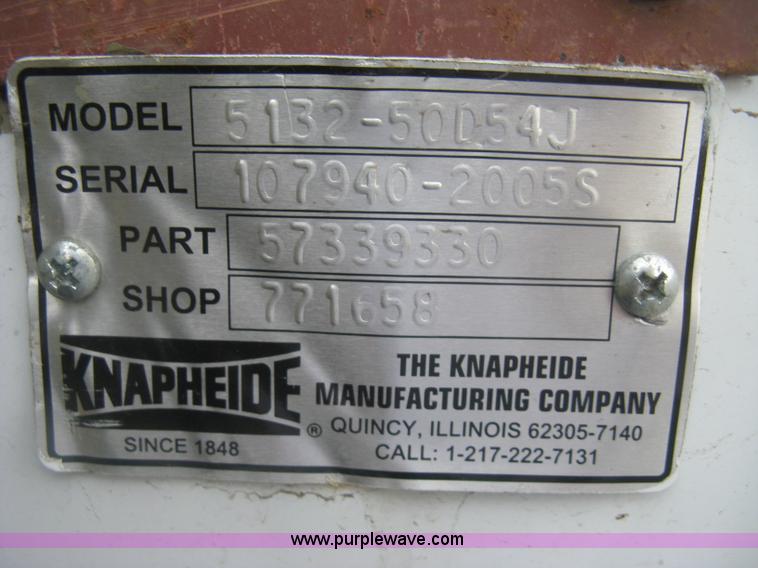 MODEL 5132-50D54J
SERIAL 107940-2005S
PART 57339330
SHOP 771658
KNAPHEIDE ®
SINCE 1848
THE KNAPHEIDE
MANUFACTURING COMPANY
QUINCY, ILLINOIS 62305-7140
CALL: 1-217-222-7131
www.purplewave.com